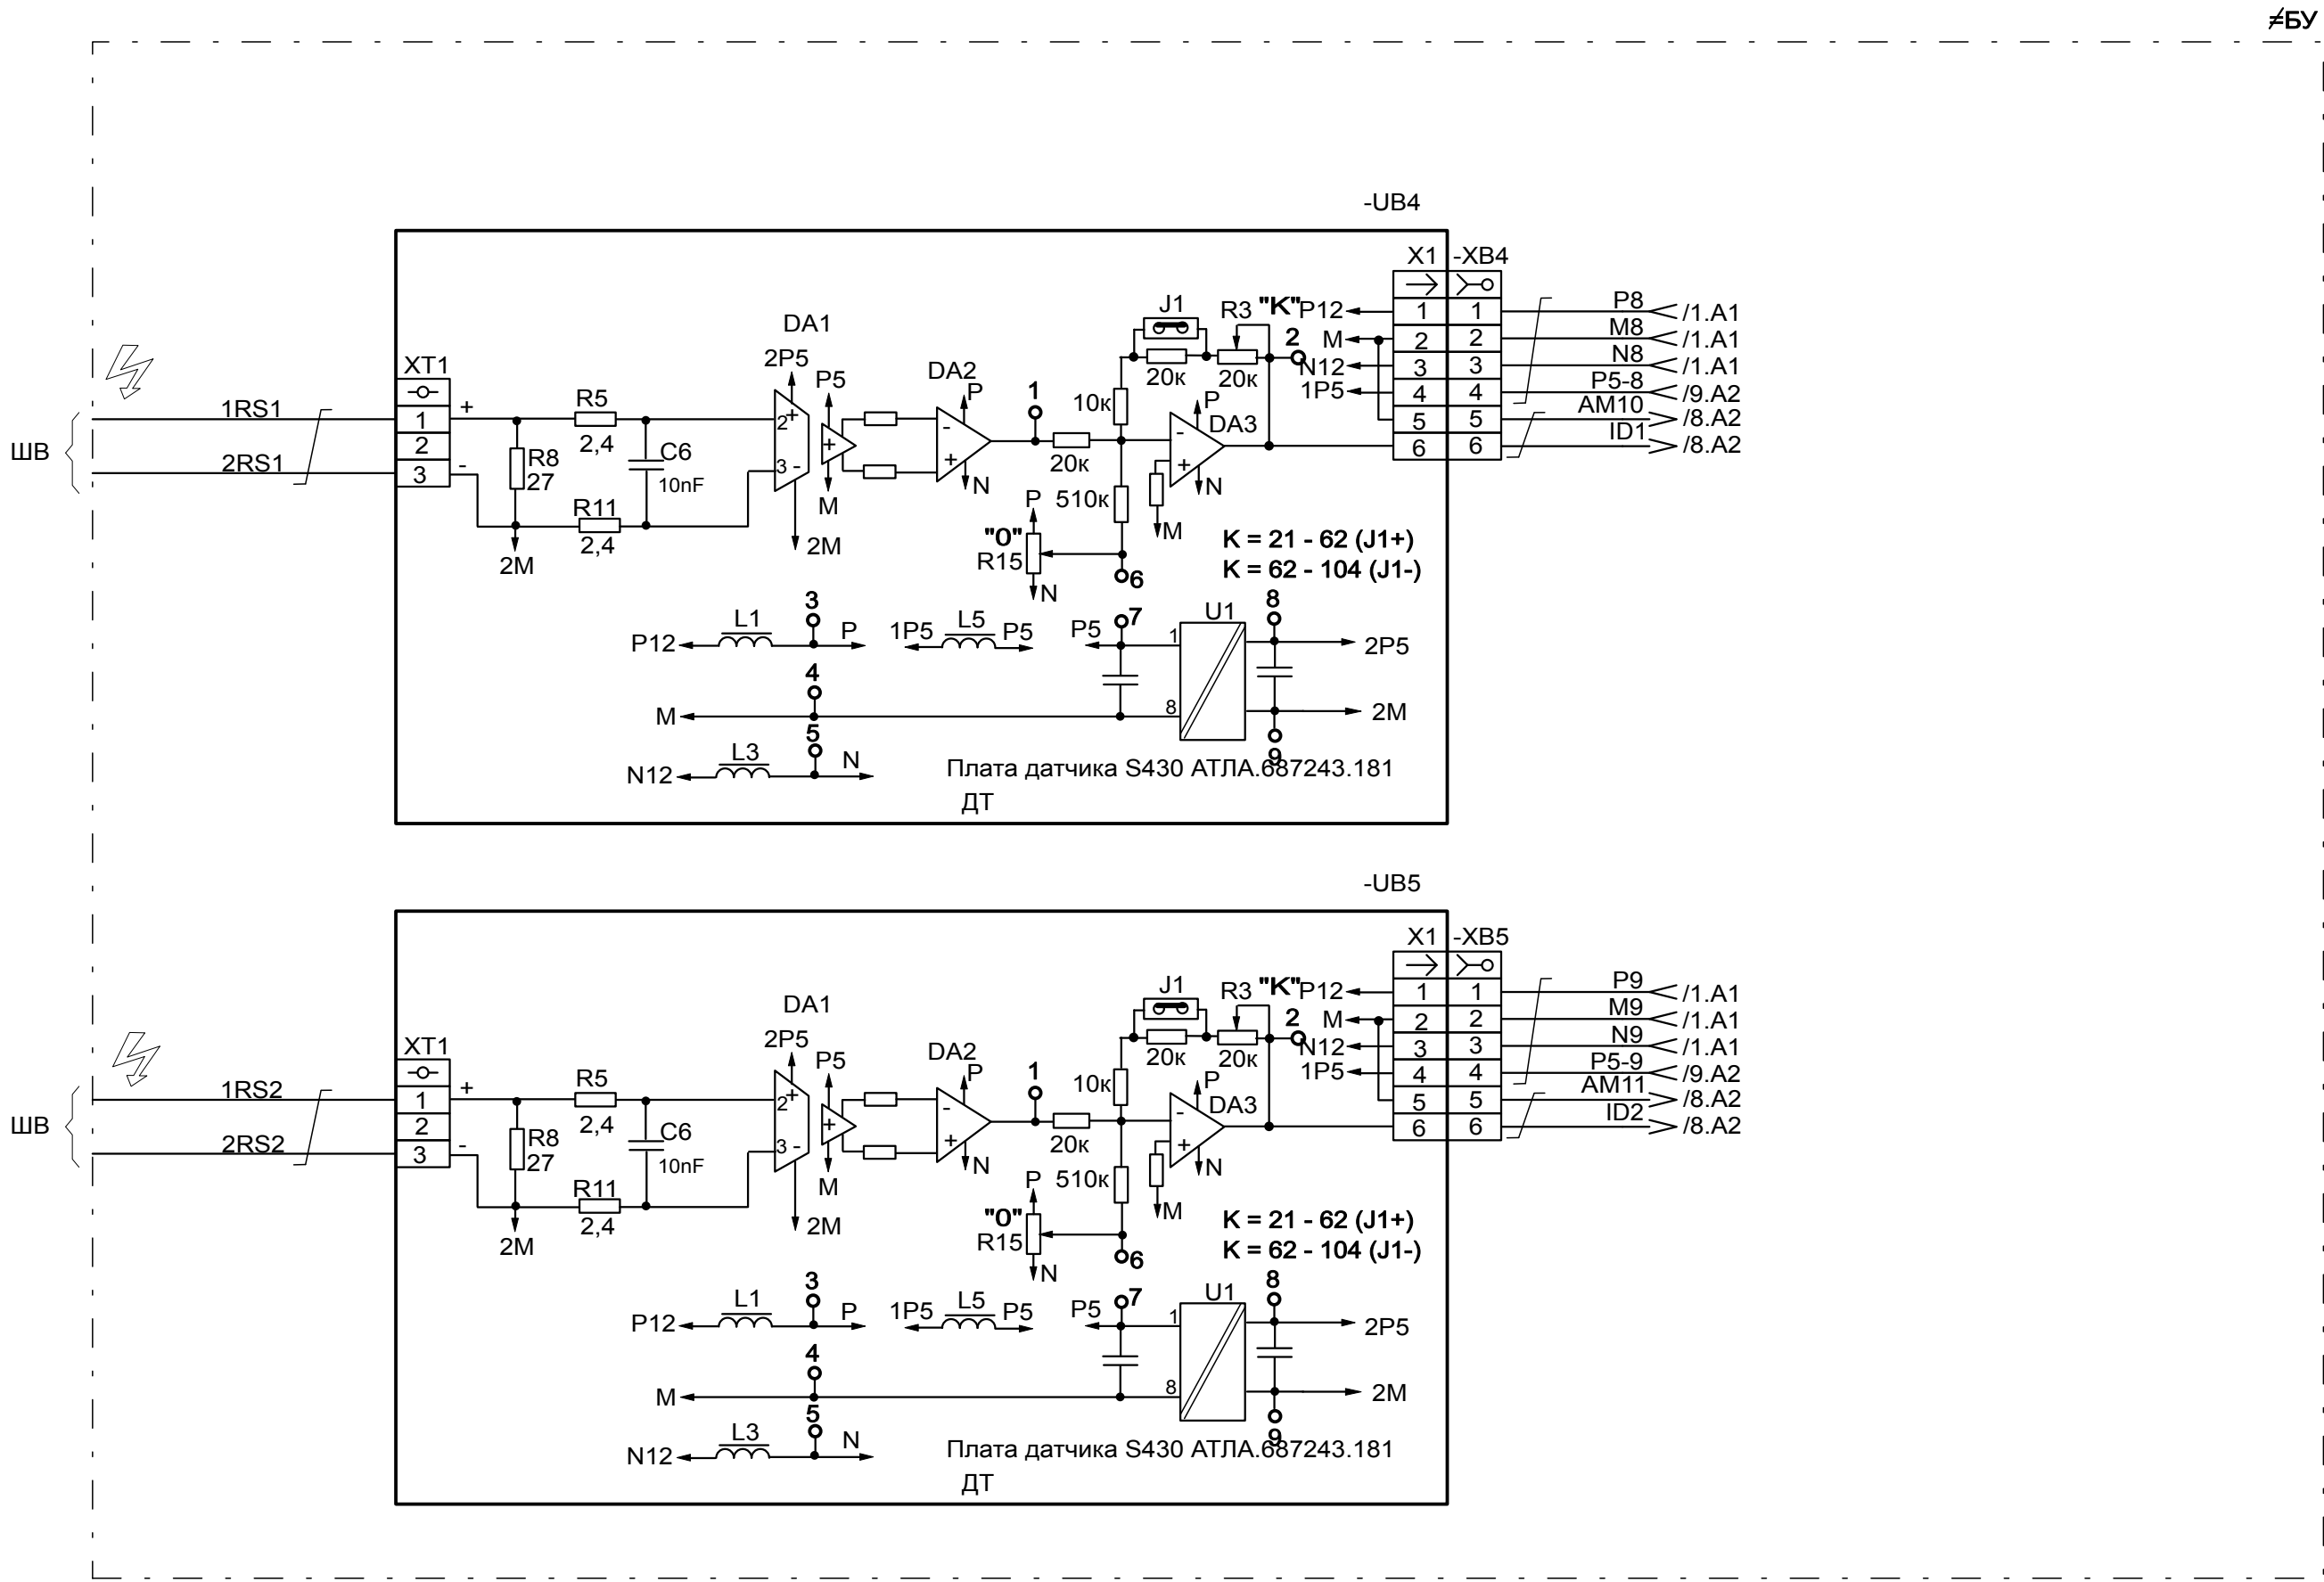 ≠БУ
-UB4
X1 -XB4
J1 R3 "K" P12 1 1 P8 /1.A1
2 M 2 2 M8 /1.A1
N12 3 3 N8 /1.A1
20к 20к 1P5 4 4 P5-8 /9.A2
5 5 AM10 /8.A2
6 6 ID1 /8.A2
DA1
2P5 P5 DA2 P 1 10к P DA3
XT1
ШВ 1RS1 1 + R5 2,4 2 + + - + 20к - +
2
2RS1 3 - R8 27 C6 10nF 3 - M N P 510к N
R11 2,4 2M "0" R15 M
2M N 6
K = 21 - 62 (J1+)
K = 62 - 104 (J1-)
P12 L1 3 P 1P5 L5 P5 P5 7 1 U1 8 2P5
M 4 8 2M
N12 L3 5 N 9
Плата датчика S430 АТЛА.687243.181
ДТ
-UB5
X1 -XB5
J1 R3 "K" P12 1 1 P9 /1.A1
2 M 2 2 M9 /1.A1
N12 3 3 N9 /1.A1
20к 20к 1P5 4 4 P5-9 /9.A2
5 5 AM11 /8.A2
6 6 ID2 /8.A2
DA1
2P5 P5 DA2 P 1 10к P DA3
XT1
ШВ 1RS2 1 + R5 2,4 2 + + - + 20к - +
2
2RS2 3 - R8 27 C6 10nF 3 - M N P 510к N
R11 2,4 2M "0" R15 M
2M N 6
K = 21 - 62 (J1+)
K = 62 - 104 (J1-)
P12 L1 3 P 1P5 L5 P5 P5 7 1 U1 8 2P5
M 4 8 2M
N12 L3 5 N 9
Плата датчика S430 АТЛА.687243.181
ДТ